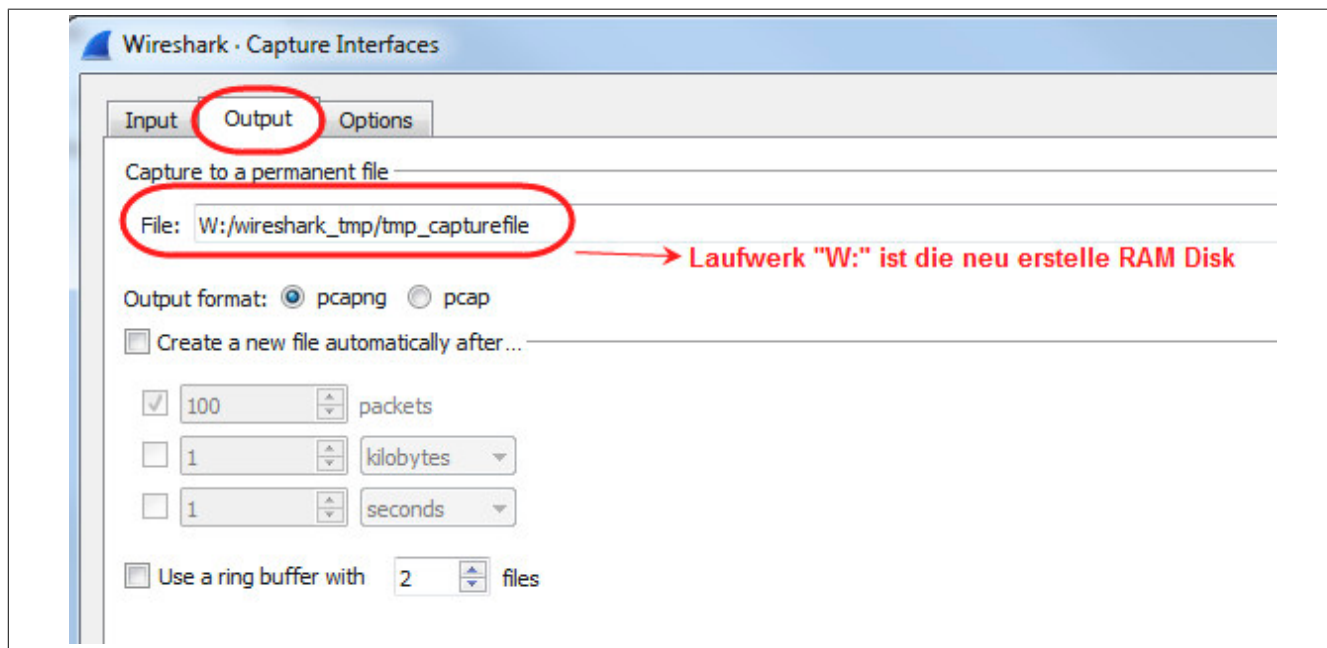 Wireshark · Capture Interfaces
Input Output Options
Capture to a permanent file
File: W:/wireshark_tmp/tmp_capturefile
Laufwerk "W:" ist die neu erstelle RAM Disk
Output format: pcapng pcap
Create a new file automatically after...
100 packets
1 kilobytes
1 seconds
Use a ring buffer with 2 files